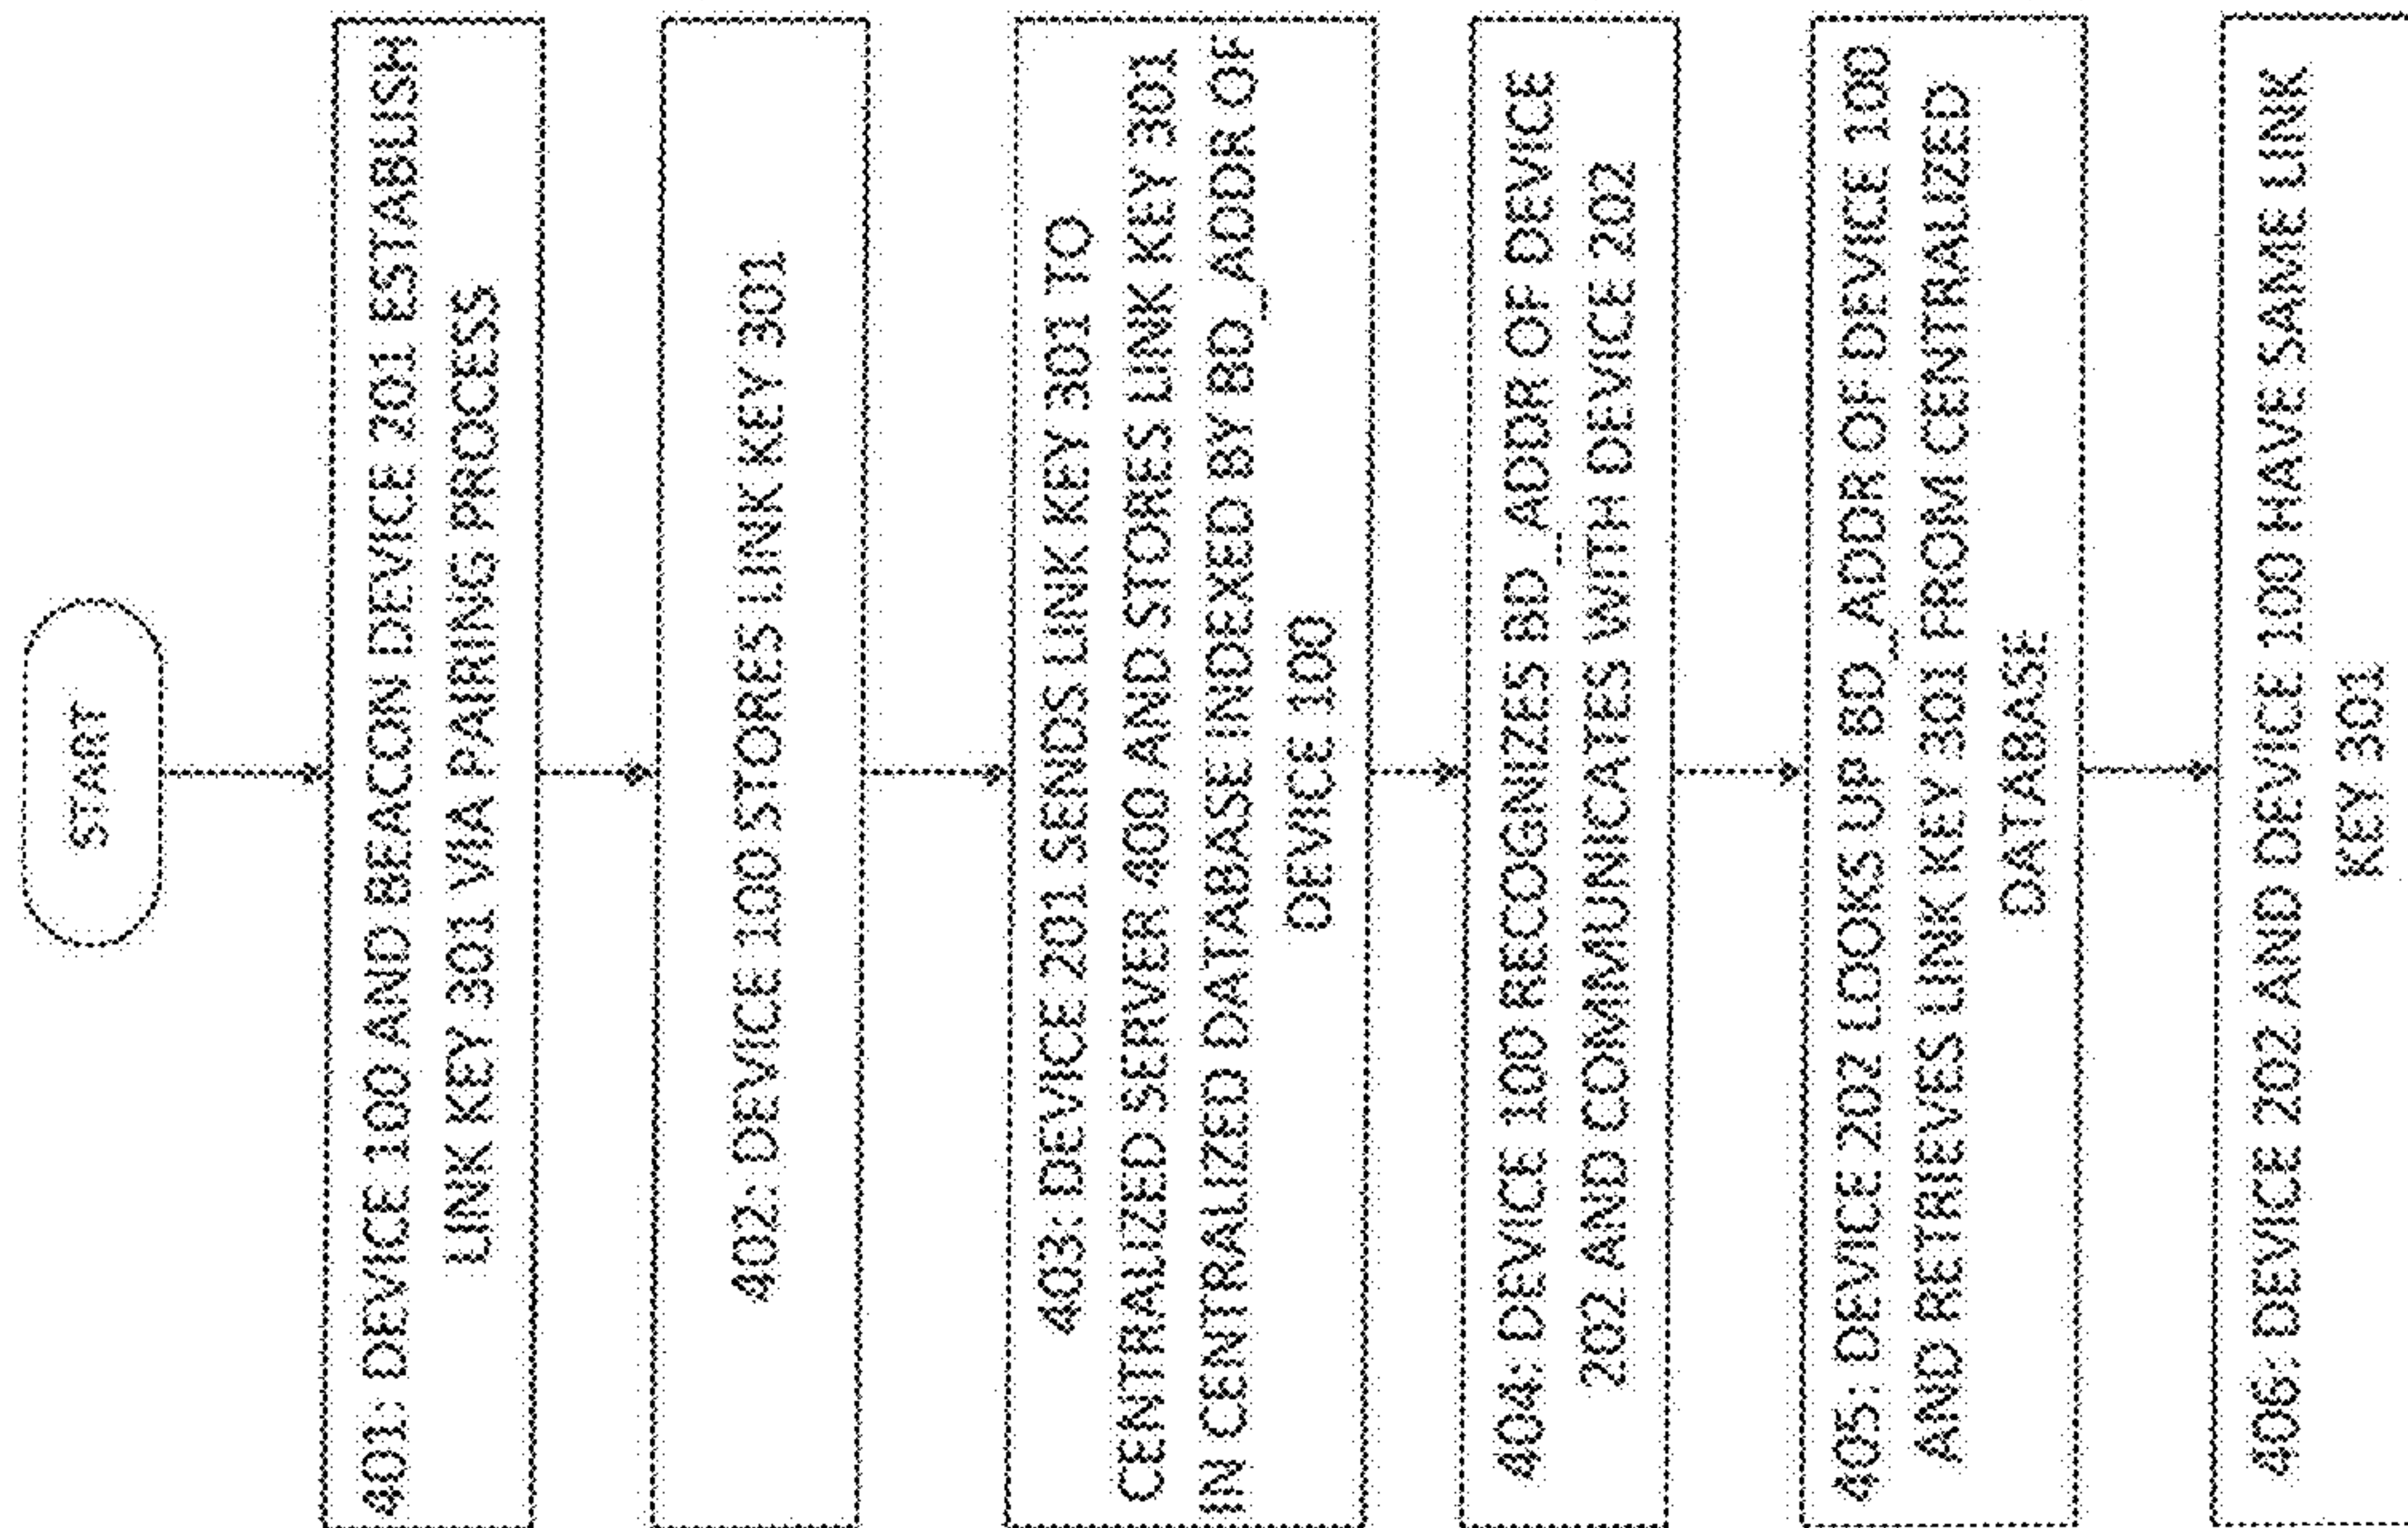 START
401: DEVICE 100 AND BEACON DEVICE 201 ESTABLISH
LINK KEY 301 VIA PAIRING PROCESS
402: DEVICE 100 STORES LINK KEY 301
403: DEVICE 201 SENDS LINK KEY 301 TO
CENTRALIZED SERVER 400 AND STORES LINK KEY 301
IN CENTRALIZED DATABASE INDEXED BY BD_ADDR OF
DEVICE 100
404: DEVICE 100 RECOGNIZES BD_ADDR OF DEVICE
202 AND COMMUNICATES WITH DEVICE 202
405: DEVICE 202 LOOKS UP BD_ADDR OF DEVICE 100
AND RETRIEVES LINK KEY 301 FROM CENTRALIZED
DATABASE
406: DEVICE 202 AND DEVICE 100 HAVE SAME LINK
KEY 301